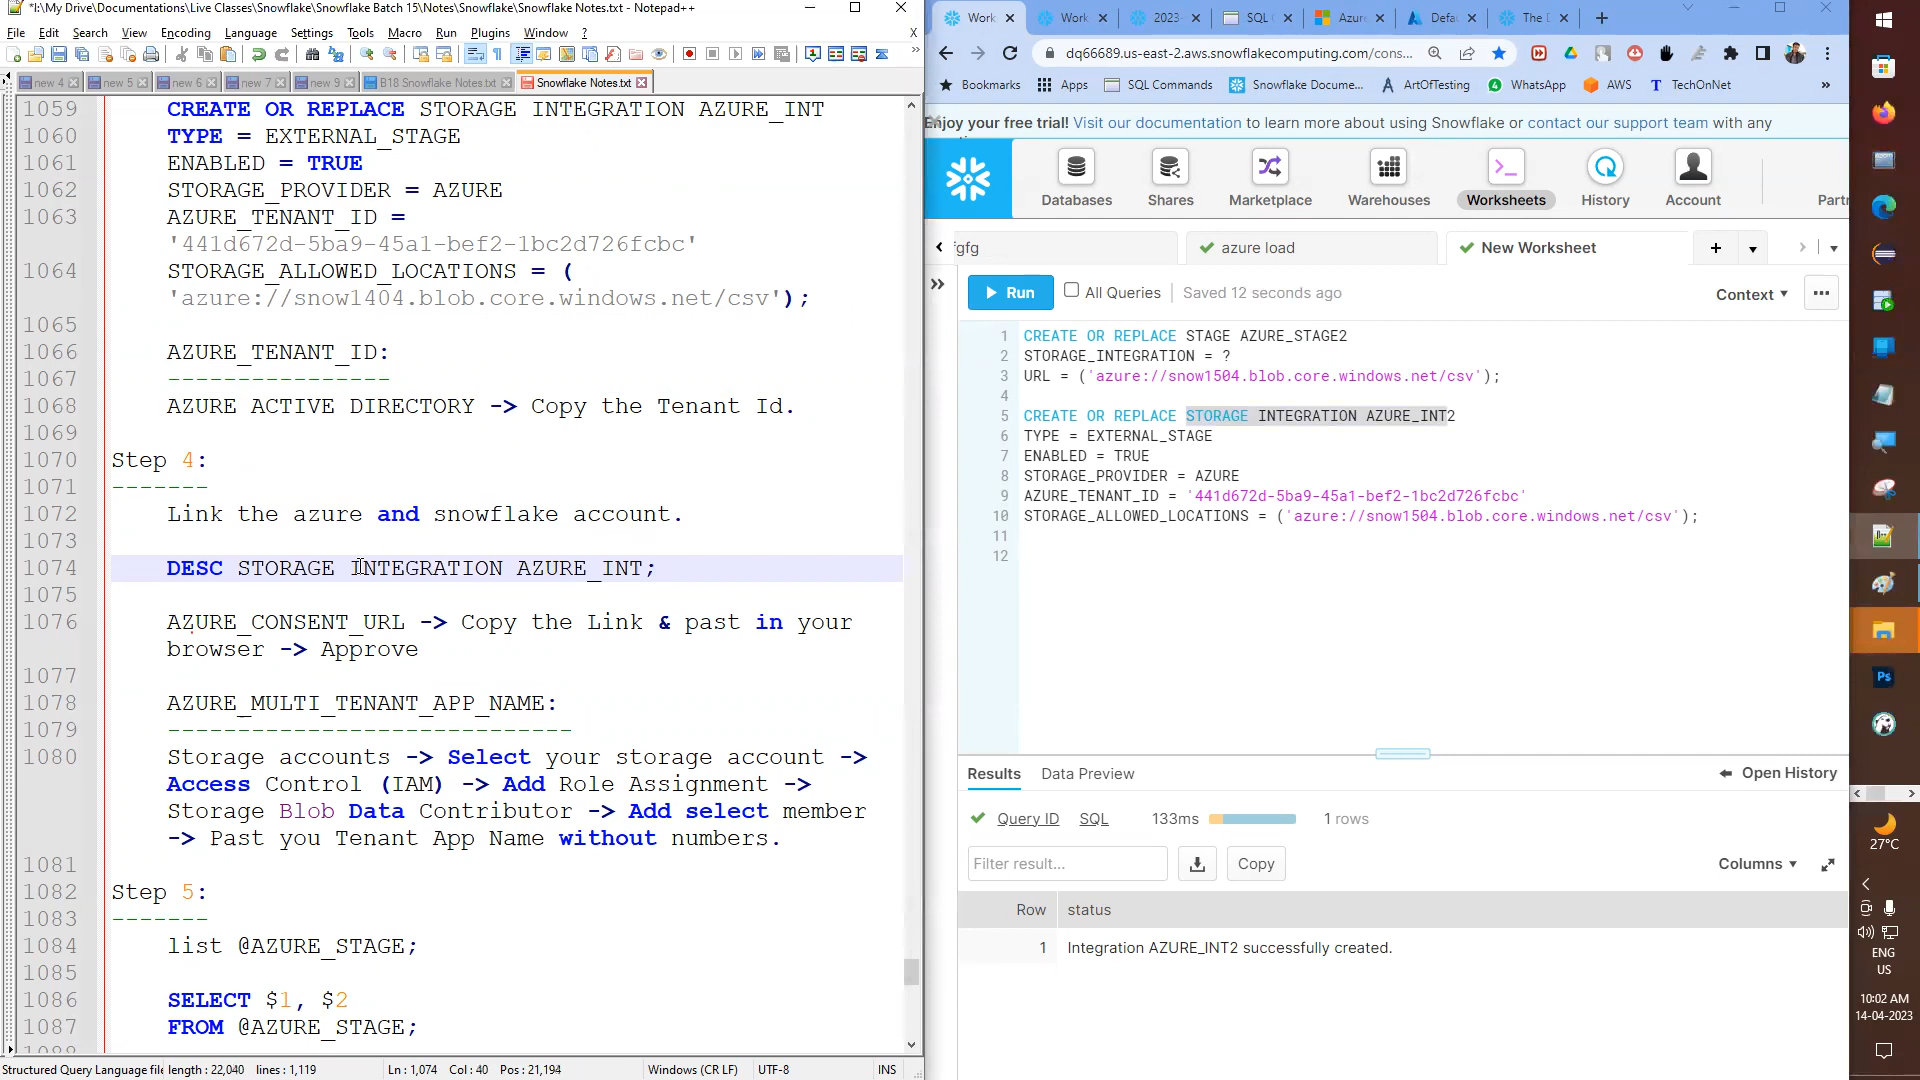 *I:\My Drive\Documentations\Live Classes\Snowflake\Snowflake Batch 15\Notes\Snowflake\Snowflake Notes.txt - Notepad++
File Edit Search View Encoding Language Settings Tools Macro Run Plugins Window ? X
new 4 new 5 new 6 new 7 new 9 B18 Snowflake Notes.txt Snowflake Notes.txt
1059 CREATE OR REPLACE STORAGE INTEGRATION AZURE_INT
1060 TYPE = EXTERNAL_STAGE
1061 ENABLED = TRUE
1062 STORAGE_PROVIDER = AZURE
1063 AZURE_TENANT_ID =
'441d672d-5ba9-45a1-bef2-1bc2d726fcbc'
1064 STORAGE_ALLOWED_LOCATIONS = (
'azure://snow1404.blob.core.windows.net/csv');
1065
1066 AZURE_TENANT_ID:
1067 ----------------
1068 AZURE ACTIVE DIRECTORY -> Copy the Tenant Id.
1069
1070 Step 4:
1071 -------
1072 Link the azure and snowflake account.
1073
1074 DESC STORAGE INTEGRATION AZURE_INT;
1075
1076 AZURE_CONSENT_URL -> Copy the Link & past in your
browser -> Approve
1077
1078 AZURE_MULTI_TENANT_APP_NAME:
1079 -----------------------------
1080 Storage accounts -> Select your storage account ->
Access Control (IAM) -> Add Role Assignment ->
Storage Blob Data Contributor -> Add select member
-> Past you Tenant App Name without numbers.
1081
1082 Step 5:
1083 -------
1084 list @AZURE_STAGE;
1085
1086 SELECT $1, $2
1087 FROM @AZURE_STAGE;
Structured Query Language file length : 22,040 lines : 1,119 Ln : 1,074 Col : 40 Pos : 21,194 Windows (CR LF) UTF-8 INS
Work Work 2023- SQL Azure Defa The
dq66689.us-east-2.aws.snowflakecomputing.com/cons...
Bookmarks Apps SQL Commands Snowflake Docume... ArtOfTesting WhatsApp AWS TechOnNet »
Enjoy your free trial! Visit our documentation to learn more about using Snowflake or contact our support team with any
Databases Shares Marketplace Warehouses Worksheets History Account Partn
fgfg azure load New Worksheet
Run All Queries Saved 12 seconds ago Context
1 CREATE OR REPLACE STAGE AZURE_STAGE2
2 STORAGE_INTEGRATION = ?
3 URL = ('azure://snow1504.blob.core.windows.net/csv');
4
5 CREATE OR REPLACE STORAGE INTEGRATION AZURE_INT2
6 TYPE = EXTERNAL_STAGE
7 ENABLED = TRUE
8 STORAGE_PROVIDER = AZURE
9 AZURE_TENANT_ID = '441d672d-5ba9-45a1-bef2-1bc2d726fcbc'
10 STORAGE_ALLOWED_LOCATIONS = ('azure://snow1504.blob.core.windows.net/csv');
11
12
Results Data Preview Open History
Query ID SQL 133ms 1 rows
Filter result... Copy Columns
Row status
1 Integration AZURE_INT2 successfully created.
Ps
27°C
ENG
US
10:02 AM
14-04-2023